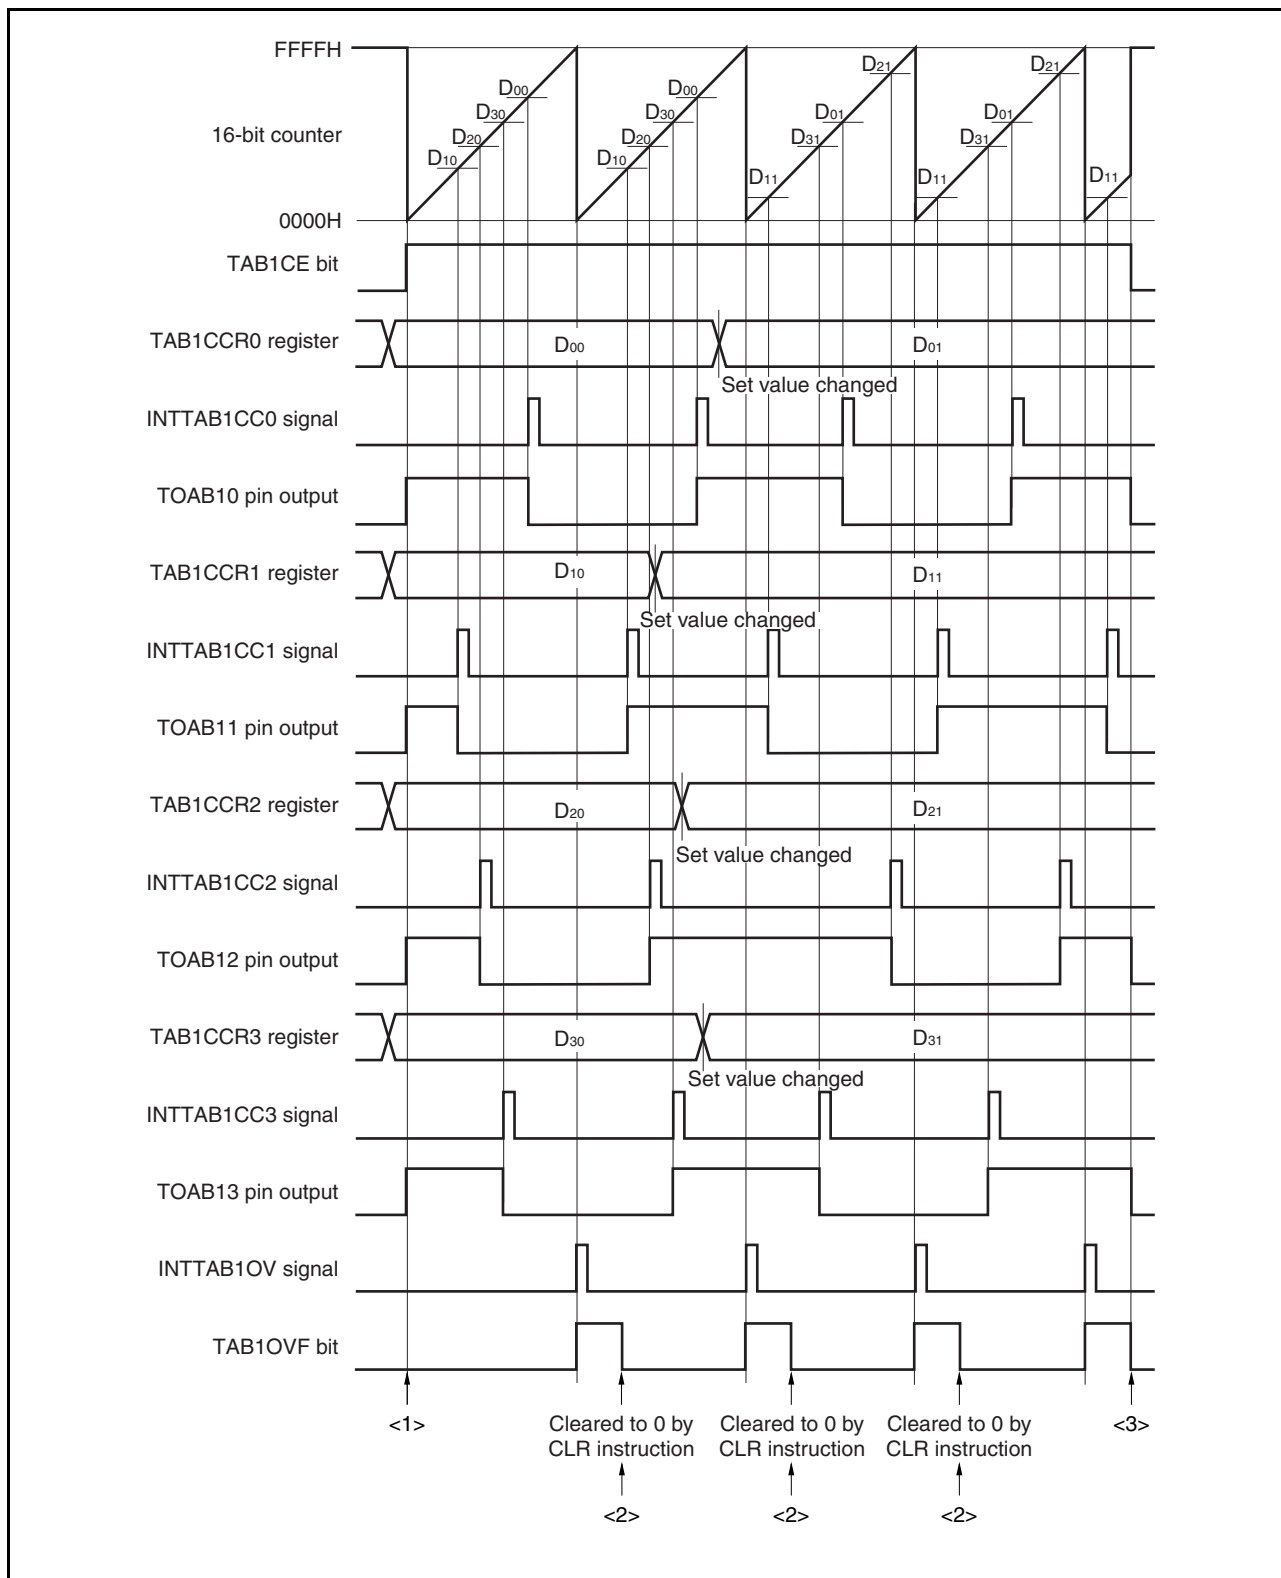 FFFFH
D21 D21
D00 D00
D30 D30 D01 D01
16-bit counter
D20 D20 D31 D31
D10 D10
D11 D11 D11
0000H
TAB1CE bit
TAB1CCR0 register
D00 D01
Set value changed
INTTAB1CC0 signal
TOAB10 pin output
TAB1CCR1 register
D10 D11
Set value changed
INTTAB1CC1 signal
TOAB11 pin output
TAB1CCR2 register
D20 D21
Set value changed
INTTAB1CC2 signal
TOAB12 pin output
TAB1CCR3 register
D30 D31
Set value changed
INTTAB1CC3 signal
TOAB13 pin output
INTTAB1OV signal
TAB1OVF bit
<1> Cleared to 0 by Cleared to 0 by Cleared to 0 by <3>
CLR instruction CLR instruction CLR instruction
<2> <2> <2>